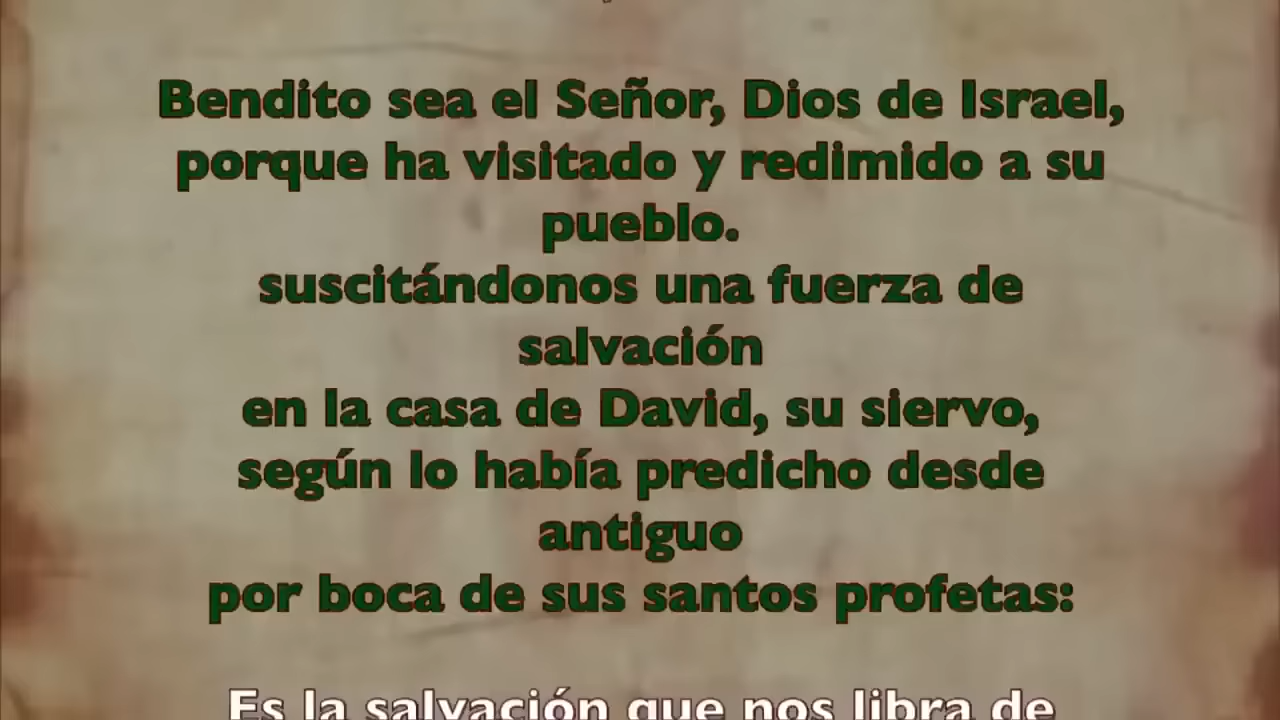 Bendito sea el Señor, Dios de Israel,
porque ha visitado y redimido a su
pueblo.
suscitándonos una fuerza de
salvación
en la casa de David, su siervo,
según lo había predicho desde
antiguo
por boca de sus santos profetas:
Es la salvación que nos libra de